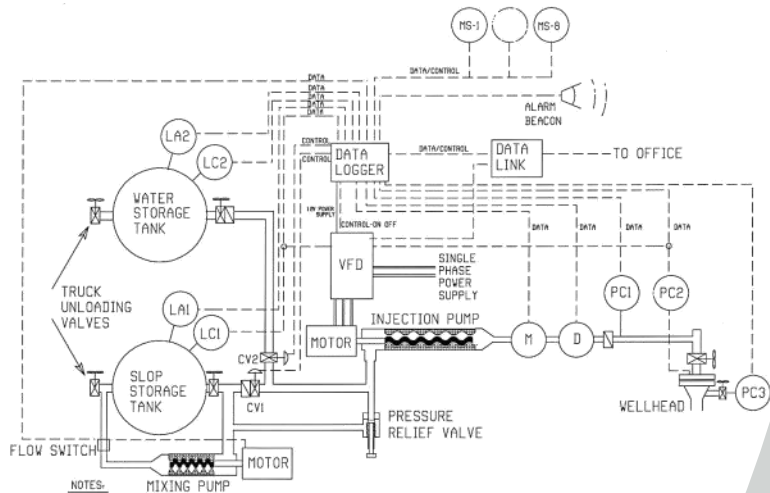 MS-1
MS-8
DATA/CONTROL
ALARM
BEACON
DATA
DATA
DATA
DATA
DATA
LA2
LC2
CONTROL
CONTROL
DATA
LOGGER
DATA/CONTROL
DATA
LINK
TO OFFICE
WATER
STORAGE
TANK
10V POWER
SUPPLY
CONTROL-ON OFF
DATA
DATA
DATA
DATA
VFD
SINGLE
PHASE
POWER
SUPPLY
TRUCK
UNLOADING
VALVES
LA1
LC1
PC1
PC2
INJECTION PUMP
MOTOR
M
D
CV2
SLOP
STORAGE
TANK
CV1
PRESSURE
RELIEF VALVE
WELLHEAD
PC3
FLOW SWITCH
MOTOR
NOTES:
MIXING PUMP